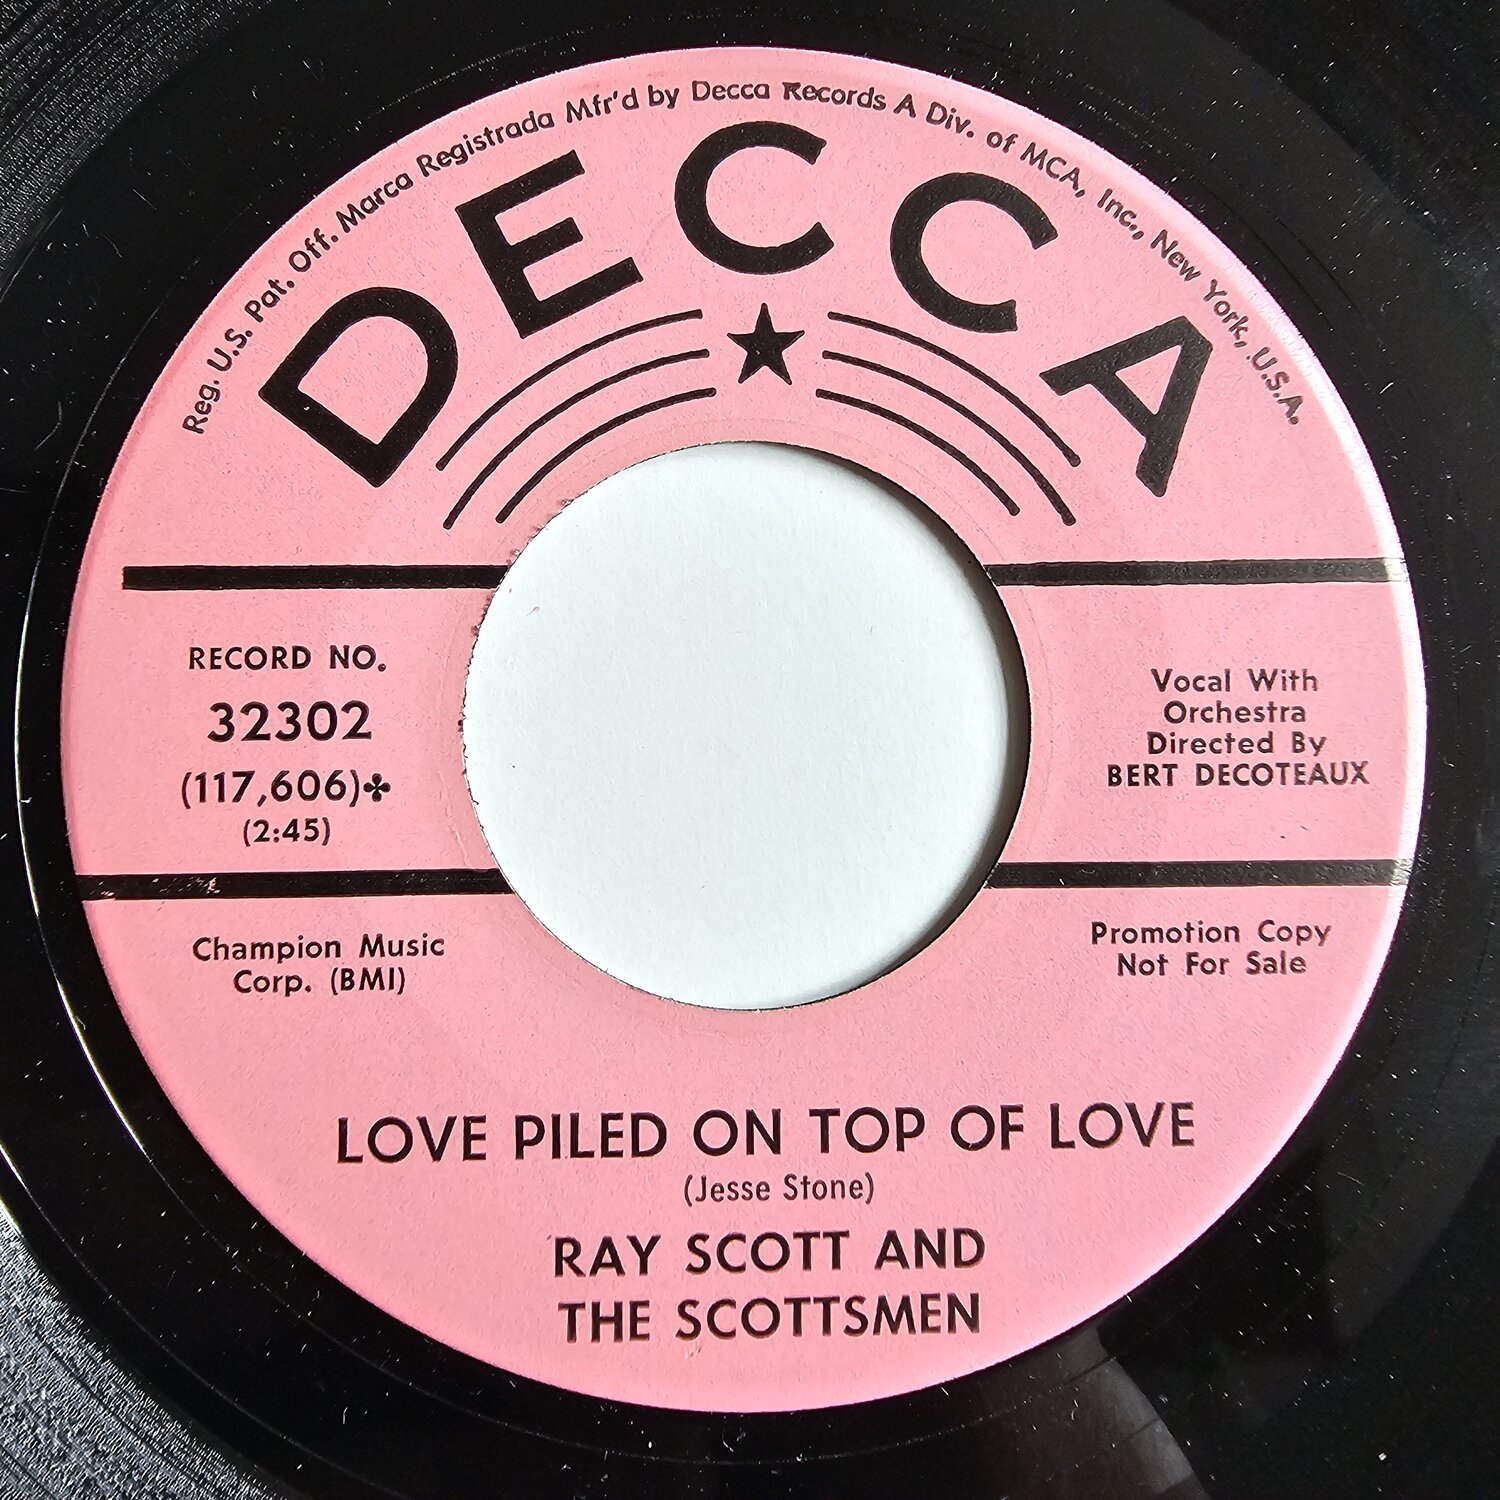 Reg. U.S. Pat. Off. Marca Registrada Mfr'd by Decca Records A Div. of MCA, Inc., New York, U.S.A.
DECCA
RECORD NO.
32302
(117,606)✤
(2:45)
Vocal With
Orchestra
Directed By
BERT DECOTEAUX
Champion Music
Corp. (BMI)
Promotion Copy
Not For Sale
LOVE PILED ON TOP OF LOVE
(Jesse Stone)
RAY SCOTT AND
THE SCOTTSMEN